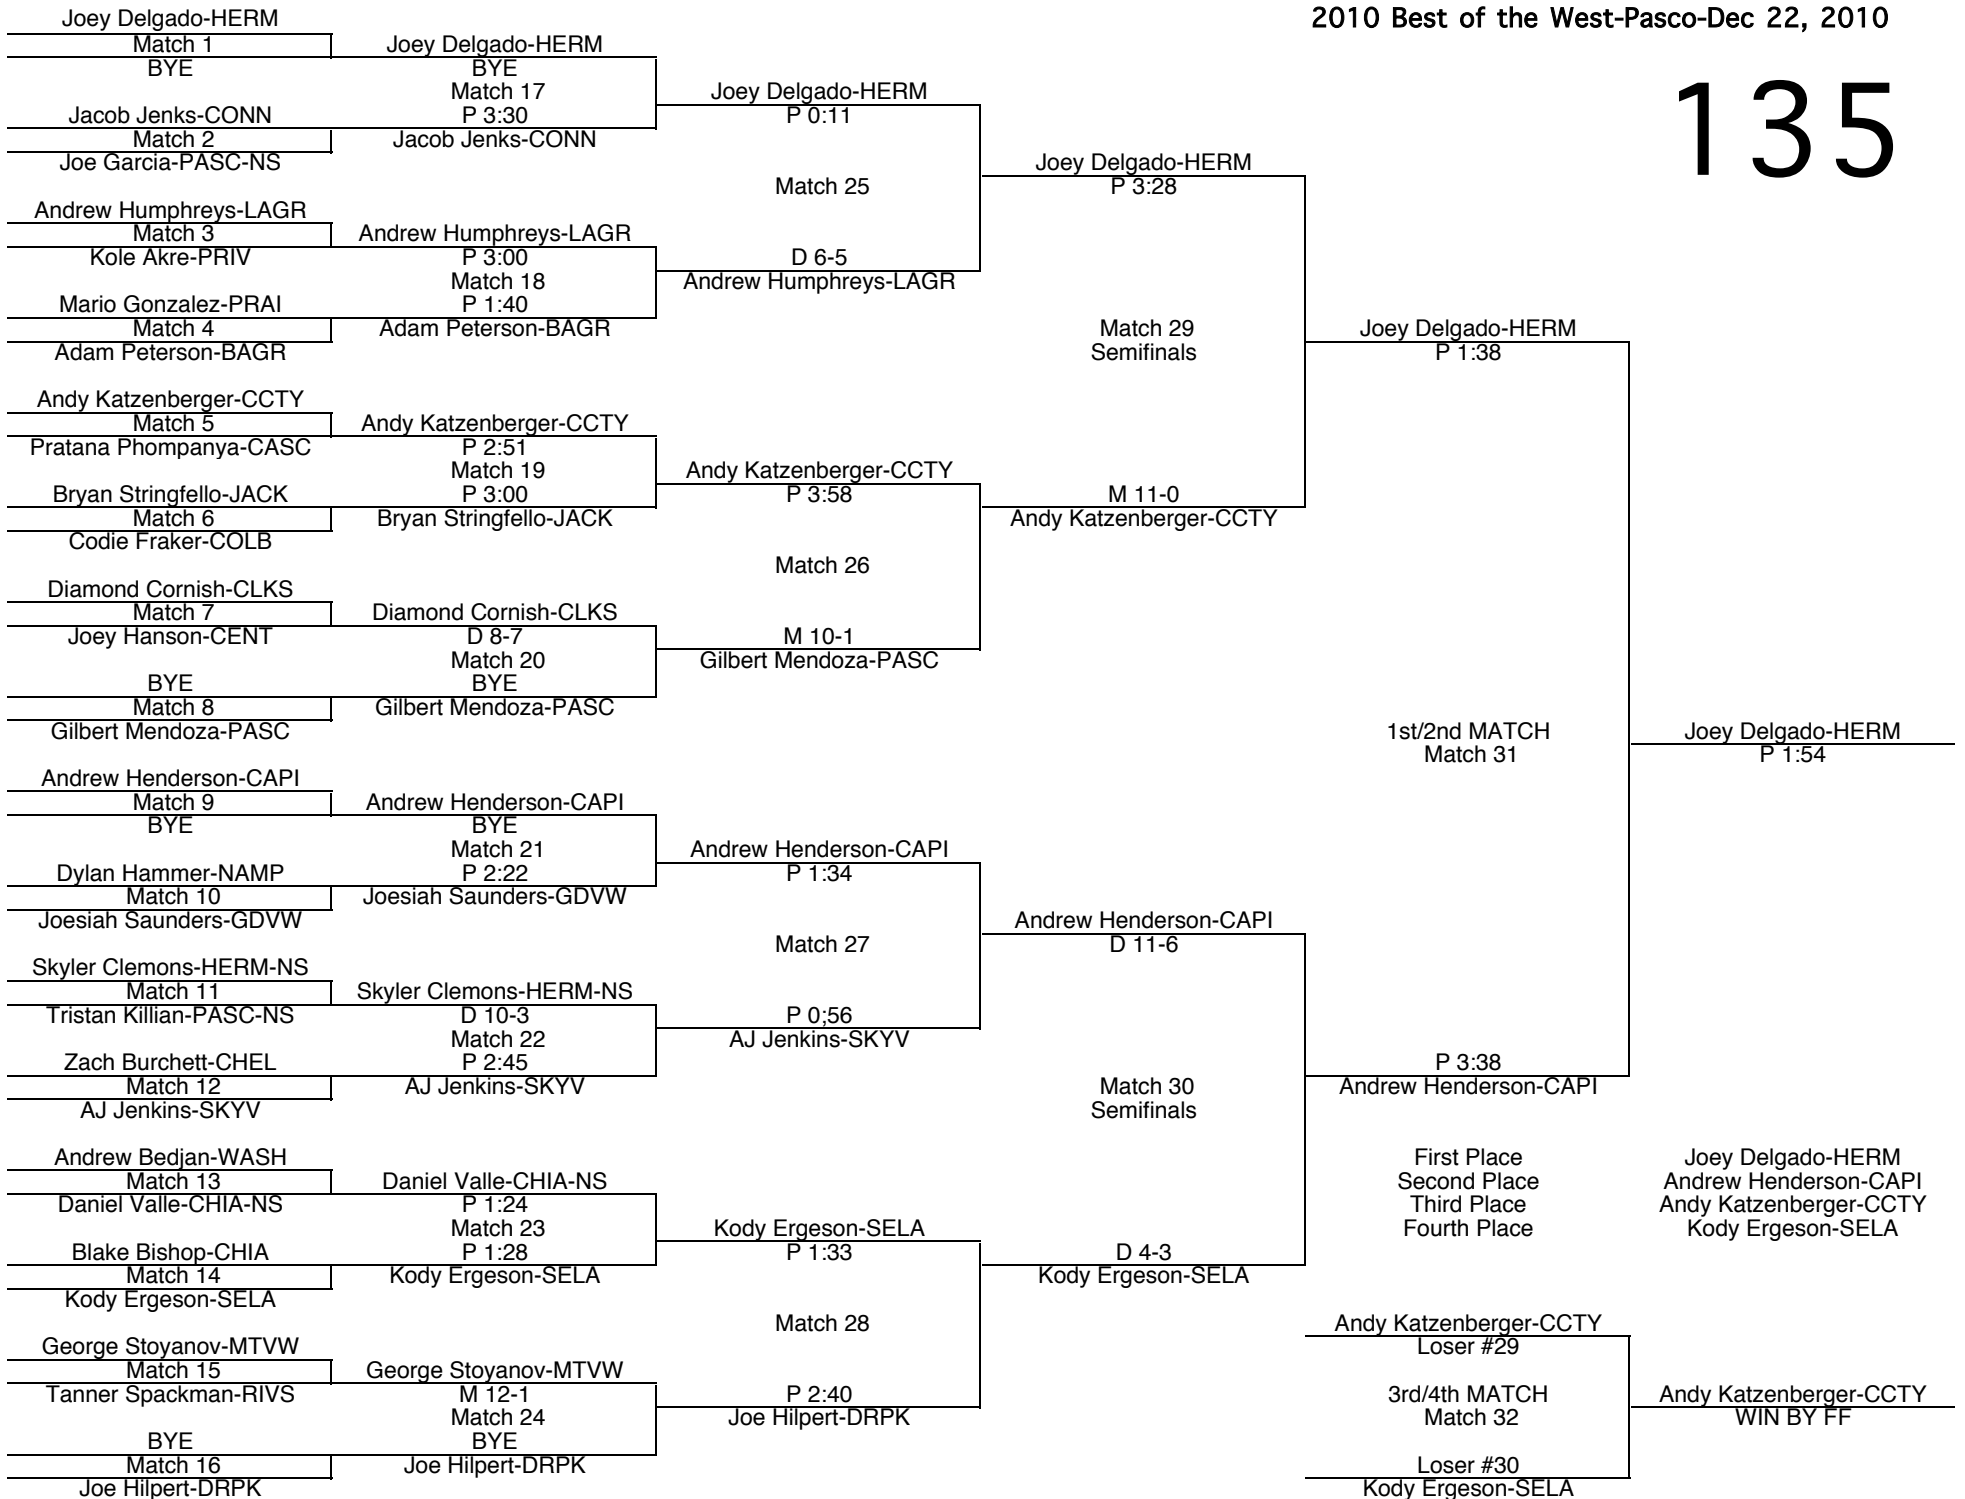 2010 Best of the West-Pasco-Dec 22, 2010
135
Joey Delgado-HERM
Match 1
BYE
Jacob Jenks-CONN
Match 2
Joe Garcia-PASC-NS
Andrew Humphreys-LAGR
Match 3
Kole Akre-PRIV
Mario Gonzalez-PRAI
Match 4
Adam Peterson-BAGR
Andy Katzenberger-CCTY
Match 5
Pratana Phompanya-CASC
Bryan Stringfello-JACK
Match 6
Codie Fraker-COLB
Diamond Cornish-CLKS
Match 7
Joey Hanson-CENT
BYE
Match 8
Gilbert Mendoza-PASC
Andrew Henderson-CAPI
Match 9
BYE
Dylan Hammer-NAMP
Match 10
Joesiah Saunders-GDVW
Skyler Clemons-HERM-NS
Match 11
Tristan Killian-PASC-NS
Zach Burchett-CHEL
Match 12
AJ Jenkins-SKYV
Andrew Bedjan-WASH
Match 13
Daniel Valle-CHIA-NS
Blake Bishop-CHIA
Match 14
Kody Ergeson-SELA
George Stoyanov-MTVW
Match 15
Tanner Spackman-RIVS
BYE
Match 16
Joe Hilpert-DRPK
Joey Delgado-HERM
BYE
Match 17
P 3:30
Jacob Jenks-CONN
Andrew Humphreys-LAGR
P 3:00
Match 18
P 1:40
Adam Peterson-BAGR
Andy Katzenberger-CCTY
P 2:51
Match 19
P 3:00
Bryan Stringfello-JACK
Diamond Cornish-CLKS
D 8-7
Match 20
BYE
Gilbert Mendoza-PASC
Andrew Henderson-CAPI
BYE
Match 21
P 2:22
Joesiah Saunders-GDVW
Skyler Clemons-HERM-NS
D 10-3
Match 22
P 2:45
AJ Jenkins-SKYV
Daniel Valle-CHIA-NS
P 1:24
Match 23
P 1:28
Kody Ergeson-SELA
George Stoyanov-MTVW
M 12-1
Match 24
BYE
Joe Hilpert-DRPK
Joey Delgado-HERM
P 0:11
Match 25
D 6-5
Andrew Humphreys-LAGR
Andy Katzenberger-CCTY
P 3:58
Match 26
M 10-1
Gilbert Mendoza-PASC
Andrew Henderson-CAPI
P 1:34
Match 27
P 0;56
AJ Jenkins-SKYV
Kody Ergeson-SELA
P 1:33
Match 28
P 2:40
Joe Hilpert-DRPK
Joey Delgado-HERM
P 3:28
Match 29
Semifinals
M 11-0
Andy Katzenberger-CCTY
Andrew Henderson-CAPI
D 11-6
Match 30
Semifinals
D 4-3
Kody Ergeson-SELA
Joey Delgado-HERM
P 1:38
1st/2nd MATCH
Match 31
P 3:38
Andrew Henderson-CAPI
Joey Delgado-HERM
P 1:54
First Place Joey Delgado-HERM
Second Place Andrew Henderson-CAPI
Third Place Andy Katzenberger-CCTY
Fourth Place Kody Ergeson-SELA
Andy Katzenberger-CCTY
Loser #29
3rd/4th MATCH
Match 32
Loser #30
Kody Ergeson-SELA
Andy Katzenberger-CCTY
WIN BY FF